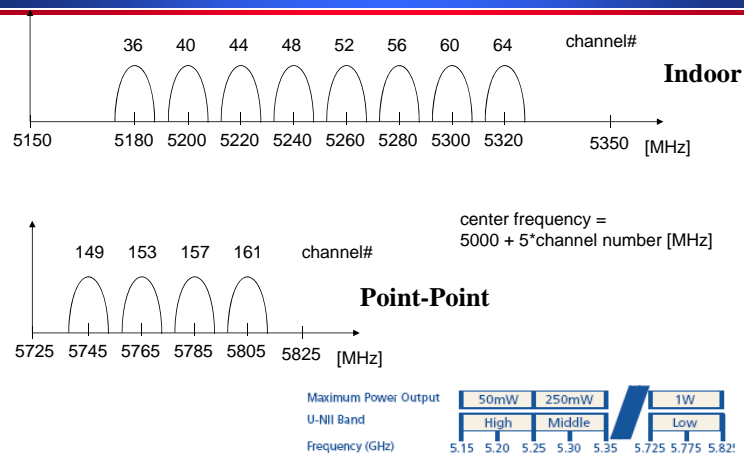 36 40 44 48 52 56 60 64 channel#
Indoor
5150 5180 5200 5220 5240 5260 5280 5300 5320 5350 [MHz]
center frequency =
5000 + 5*channel number [MHz]
149 153 157 161 channel#
Point-Point
5725 5745 5765 5785 5805 5825 [MHz]
Maximum Power Output 50mW 250mW 1W
U-NII Band High Middle Low
Frequency (GHz) 5.15 5.20 5.25 5.30 5.35 5.725 5.775 5.825